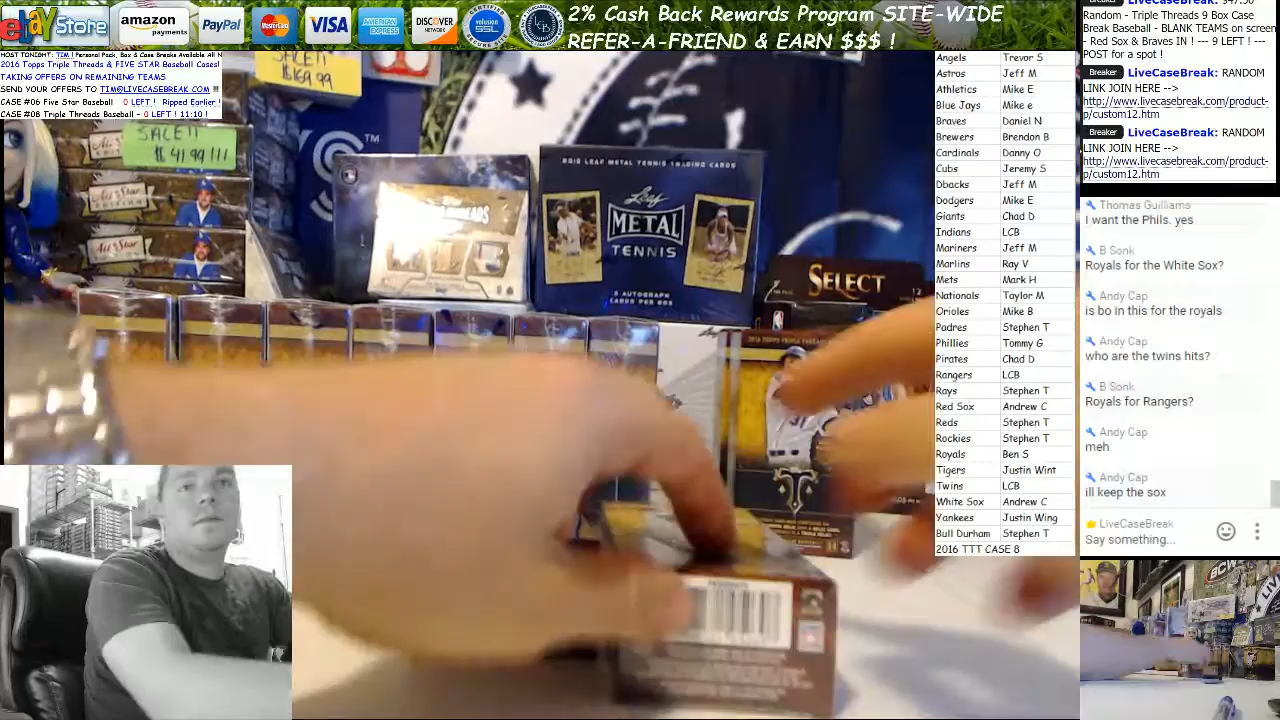 ebay Store
amazon
payments
PayPal
MasterCard
VISA
AMERICAN EXPRESS
DISCOVER
NETWORK
2% Cash Back Rewards Program SITE-WIDE
REFER-A-FRIEND & EARN $$$ !
2016 Topps Triple Threads & FIVE STAR Baseball Cases!
TAKING OFFERS ON REMAINING TEAMS
SEND YOUR OFFERS TO TIM@LIVECASEBREAK.COM !!!
CASE #06 Five Star Baseball 0 LEFT ! Ripped Earlier !
CASE #08 Triple Threads Baseball - 0 LEFT ! 11:10 !
SALE!!
$169.99
SALE!!
$41.99!!!
All Star
All Star
2016 LEAF METAL TENNIS TRADING CARDS
Leaf
METAL
TENNIS
5 AUTOGRAPH
CARDS PER BOX
SELECT
Angels Trevor S
Astros Jeff M
Athletics Mike E
Blue Jays Mike e
Braves Daniel N
Brewers Brendon B
Cardinals Danny O
Cubs Jeremy S
Dbacks Jeff M
Dodgers Mike E
Giants Chad D
Indians LCB
Mariners Jeff M
Marlins Ray V
Mets Mark H
Nationals Taylor M
Orioles Mike B
Padres Stephen T
Phillies Tommy G
Pirates Chad D
Rangers LCB
Rays Stephen T
Red Sox Andrew C
Reds Stephen T
Rockies Stephen T
Royals Ben S
Tigers Justin Wint
Twins LCB
White Sox Andrew C
Yankees Justin Wing
Bull Durham Stephen T
2016 TTT CASE 8
Random - Triple Threads 9 Box Case
Break Baseball - BLANK TEAMS on screen
- Red Sox & Braves IN ! --- 9 LEFT ! ---
POST for a spot !
Breaker LiveCaseBreak: RANDOM
LINK JOIN HERE -->
http://www.livecasebreak.com/product-
p/custom12.htm
Breaker LiveCaseBreak: RANDOM
LINK JOIN HERE -->
http://www.livecasebreak.com/product-
p/custom12.htm
Thomas Guilliams
I want the Phils. yes
B Sonk
Royals for the White Sox?
Andy Cap
is bo in this for the royals
Andy Cap
who are the twins hits?
B Sonk
Royals for Rangers?
Andy Cap
meh
Andy Cap
ill keep the sox
LiveCaseBreak
Say something...